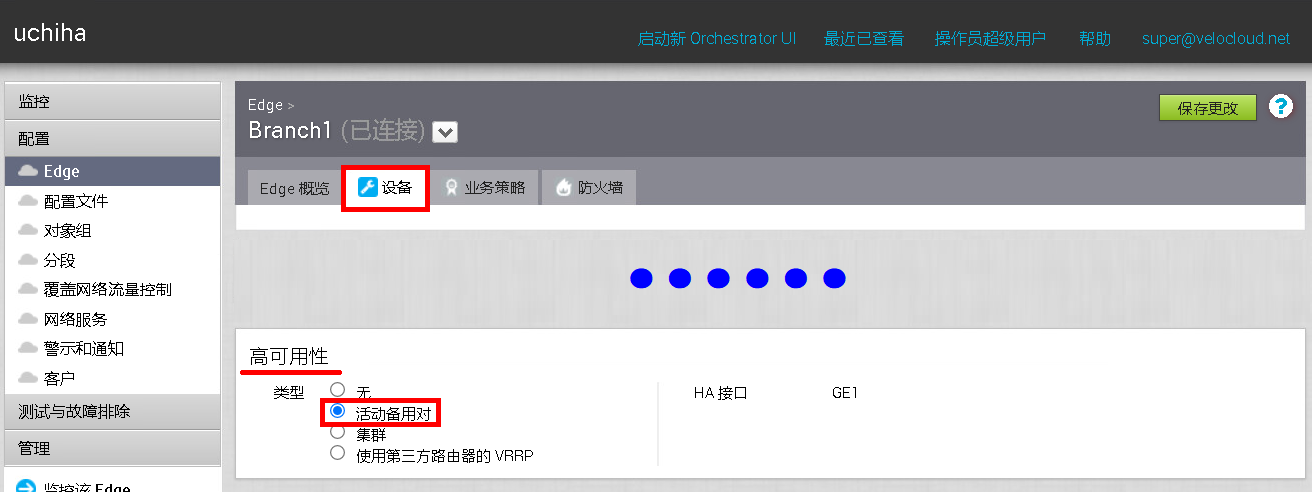 uchiha
启动新 Orchestrator UI 最近已查看 操作员超级用户 帮助 super@velocloud.net
监控
配置
Edge
配置文件
对象组
分段
覆盖网络流量控制
网络服务
警示和通知
客户
测试与故障排除
管理
监控该 Edge
Edge >
Branch1 (已连接)
保存更改 ?
Edge 概览 设备 业务策略 防火墙
高可用性
类型 无
活动备用对
集群
使用第三方路由器的 VRRP
HA 接口 GE1